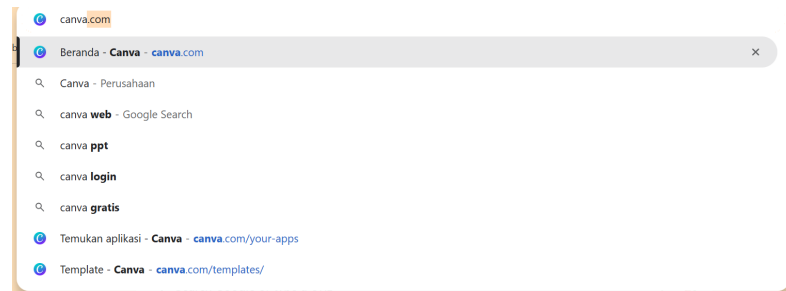 canva.com
Beranda - Canva - canva.com
Canva - Perusahaan
canva web - Google Search
canva ppt
canva login
canva gratis
Temukan aplikasi - Canva - canva.com/your-apps
Template - Canva - canva.com/templates/